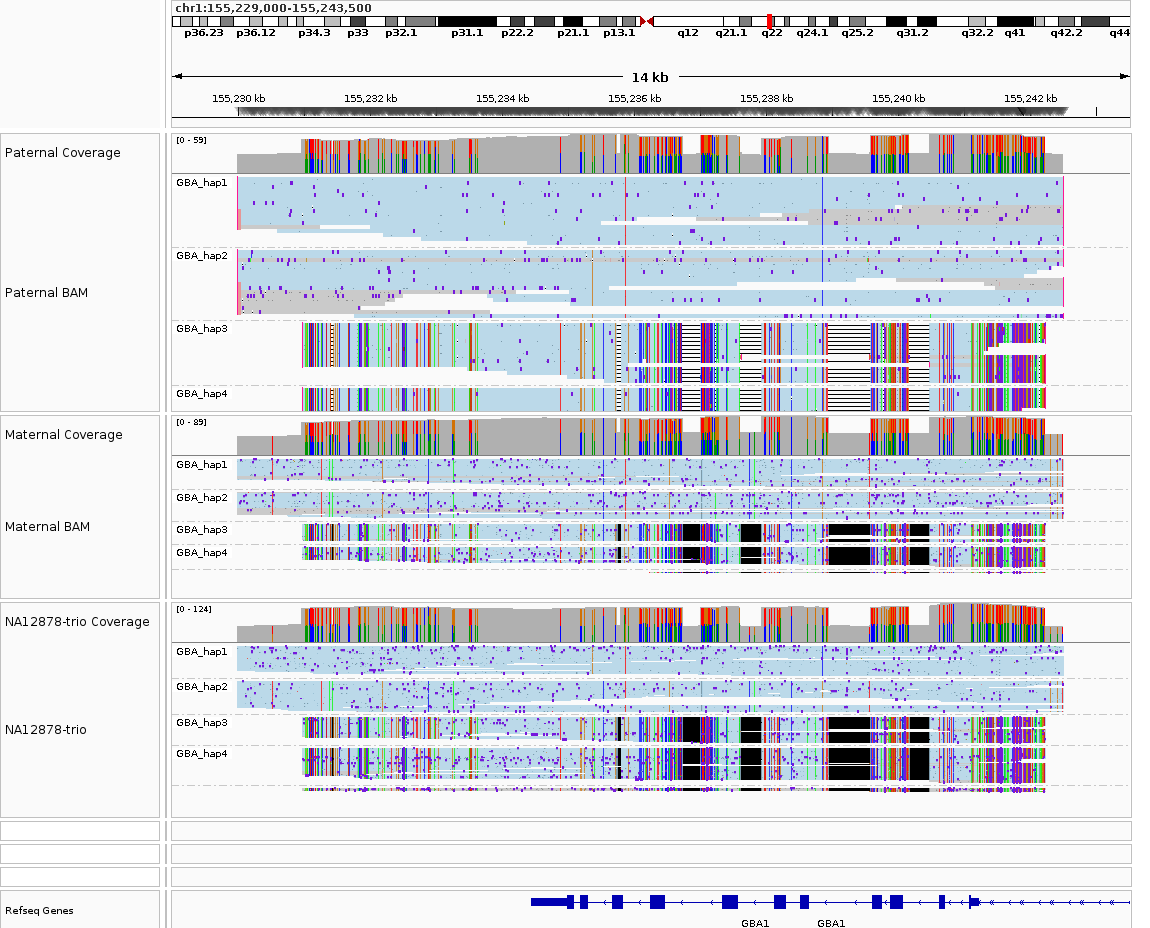 chr1:155,229,000-155,243,500
p36.23 p36.12 p34.3 p33 p32.1 p31.1 p22.2 p21.1 p13.1 q12 q21.1 q22 q24.1 q25.2 q31.2 q32.2 q41 q42.2 q44
14 kb
155,230 kb 155,232 kb 155,234 kb 155,236 kb 155,238 kb 155,240 kb 155,242 kb
Paternal Coverage
[0 - 59]
Paternal BAM
GBA_hap1
GBA_hap2
GBA_hap3
GBA_hap4
Maternal Coverage
[0 - 89]
Maternal BAM
GBA_hap1
GBA_hap2
GBA_hap3
GBA_hap4
NA12878-trio Coverage
[0 - 124]
NA12878-trio
GBA_hap1
GBA_hap2
GBA_hap3
GBA_hap4
Refseq Genes
GBA1 GBA1